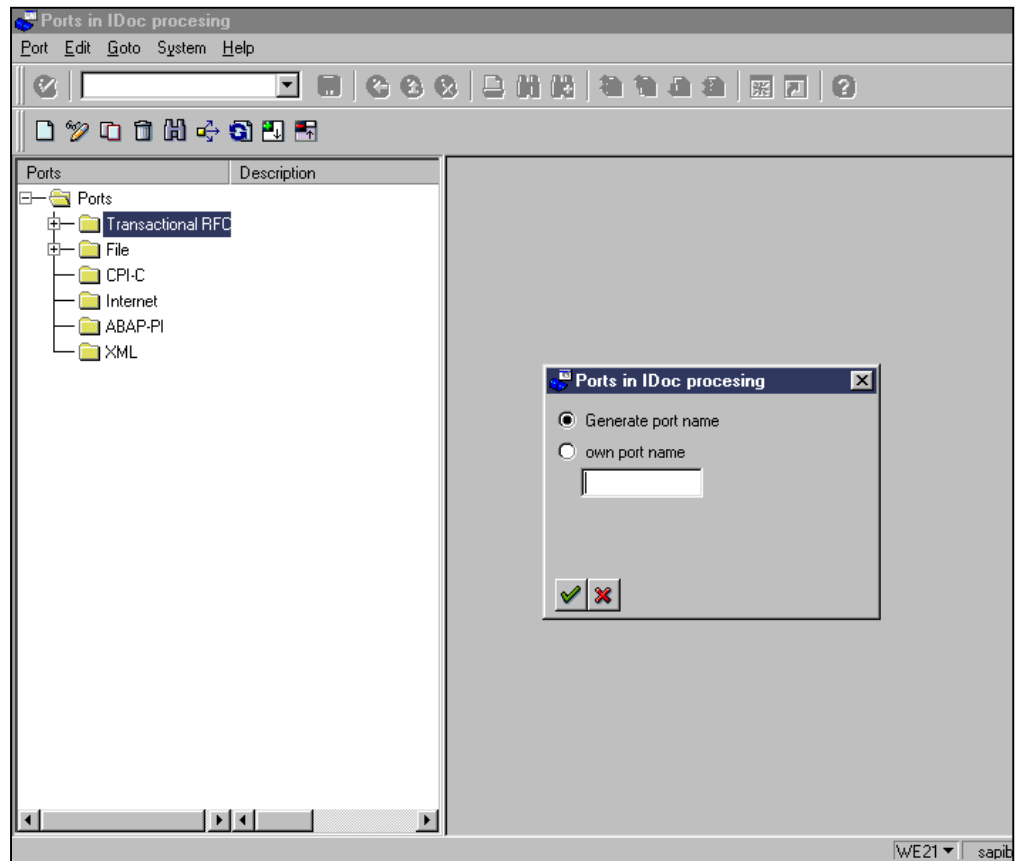 Ports in IDoc procesing
Port Edit Goto System Help
Ports Description
Ports
Transactional RFC
File
CPI-C
Internet
ABAP-PI
XML
Ports in IDoc procesing
Generate port name
own port name
WE21 sapib